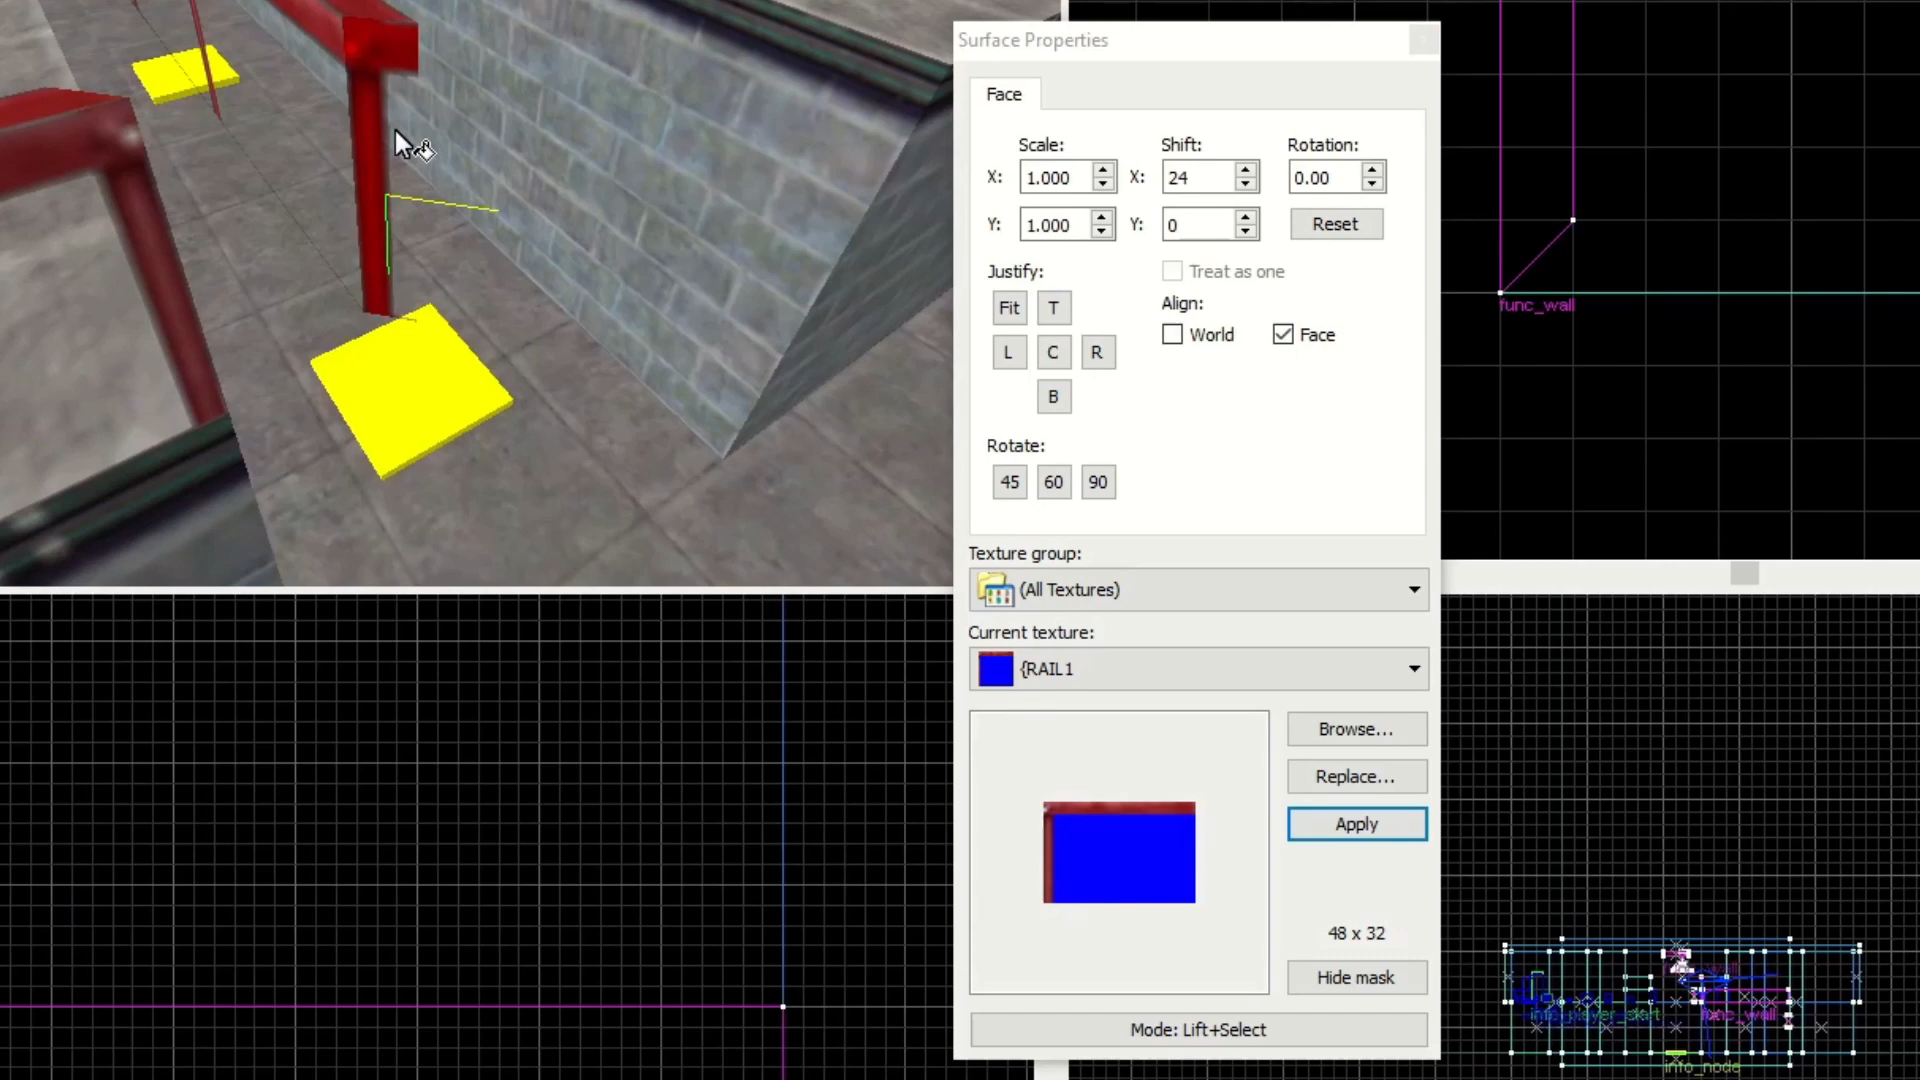 Surface Properties
Face
Scale:
Shift:
Rotation:
X: 1.000
X: 24
0.00
Y: 1.000
Y: 0
Reset
Justify:
Treat as one
Align:
Fit
T
World
Face
L
C
R
B
Rotate:
45
60
90
Texture group:
(All Textures)
Current texture:
{RAIL1
Browse...
Replace...
Apply
48 x 32
Hide mask
Mode: Lift+Select
func_wall
info_player_start
func_wall
info_node